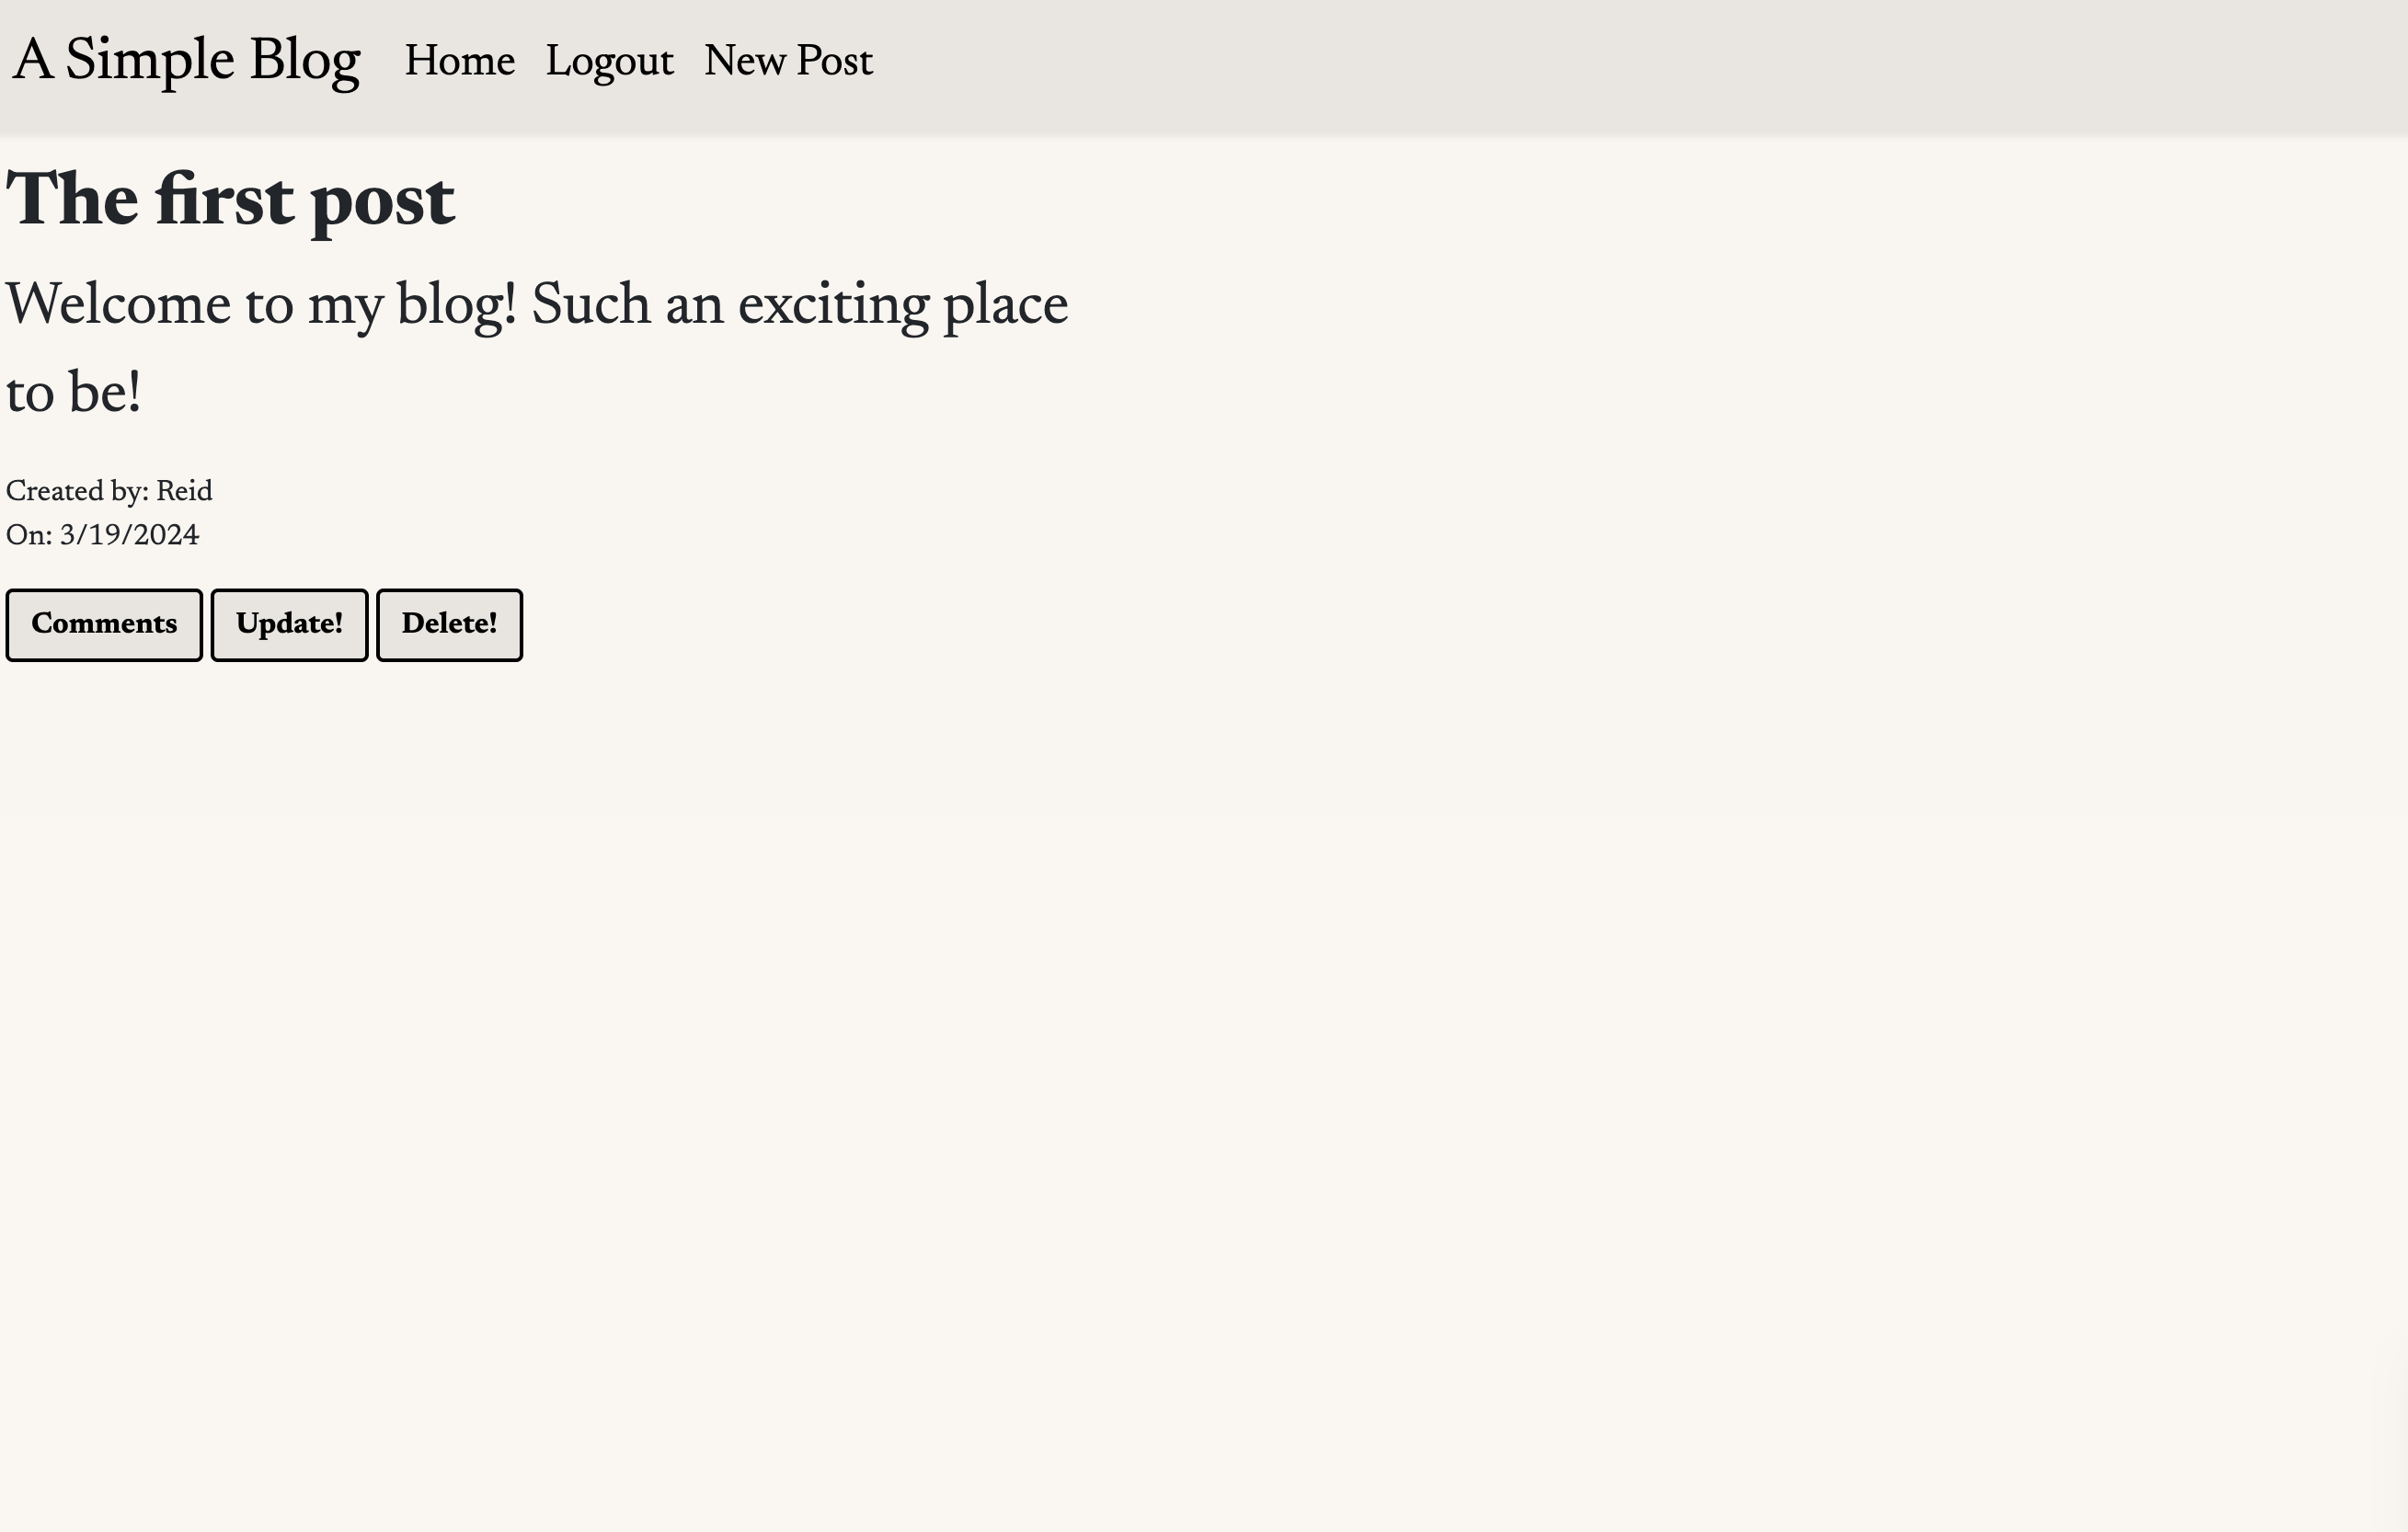 A Simple Blog Home Logout New Post
The first post
Welcome to my blog! Such an exciting place
to be!
Created by: Reid
On: 3/19/2024
Comments Update! Delete!